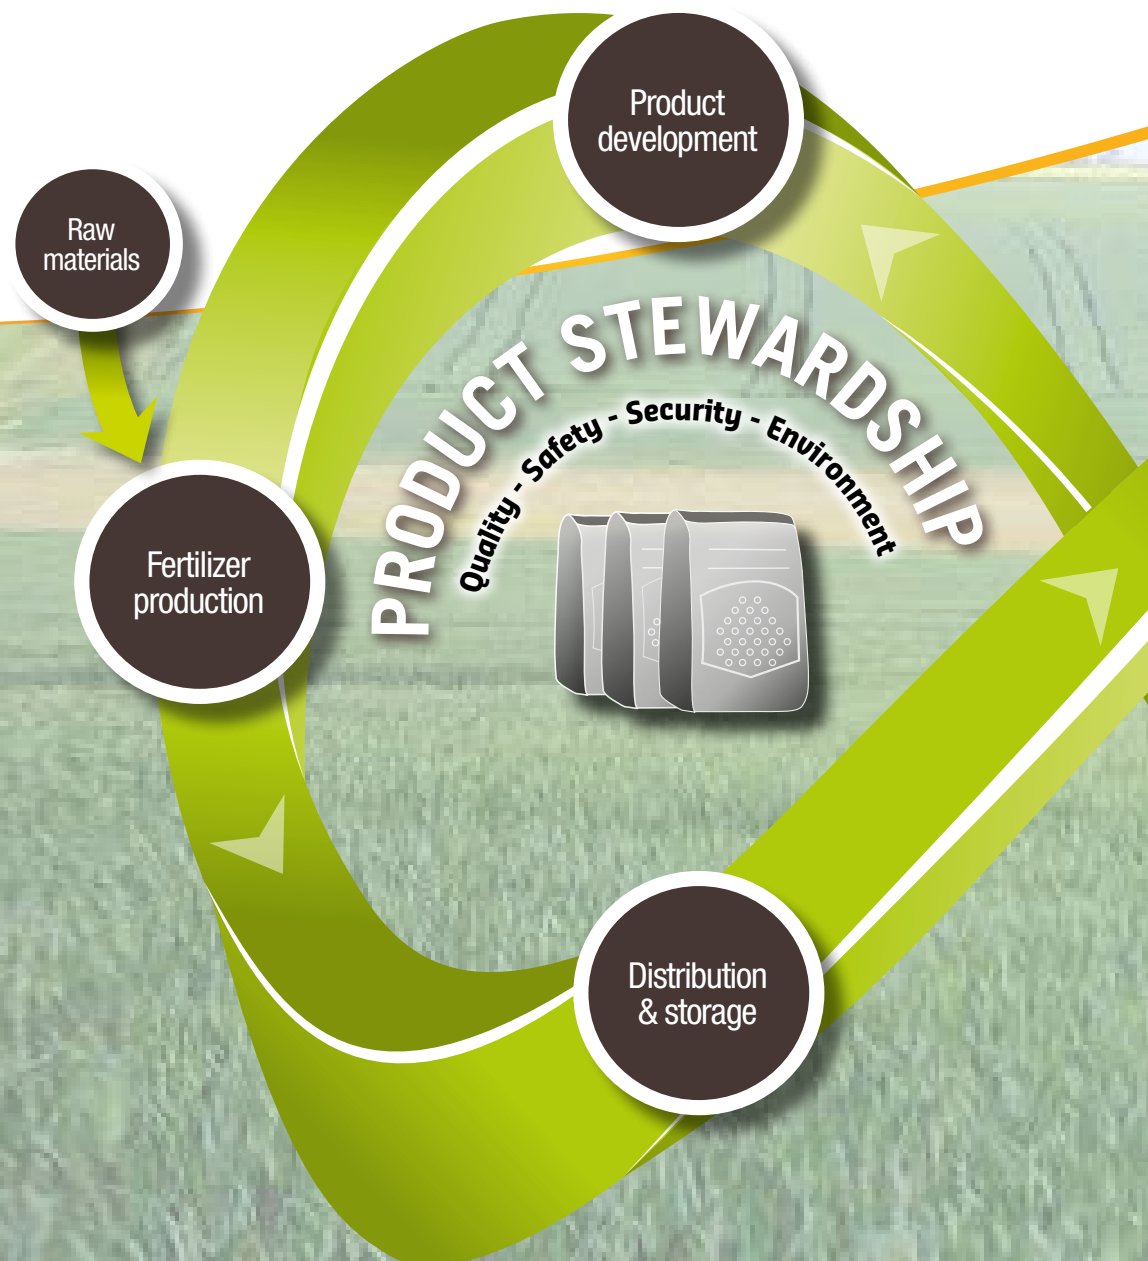 Product
development
Raw
materials
PRODUCT STEWARDSHIP
Quality - Safety - Security - Environment
Fertilizer
production
Distribution
& storage